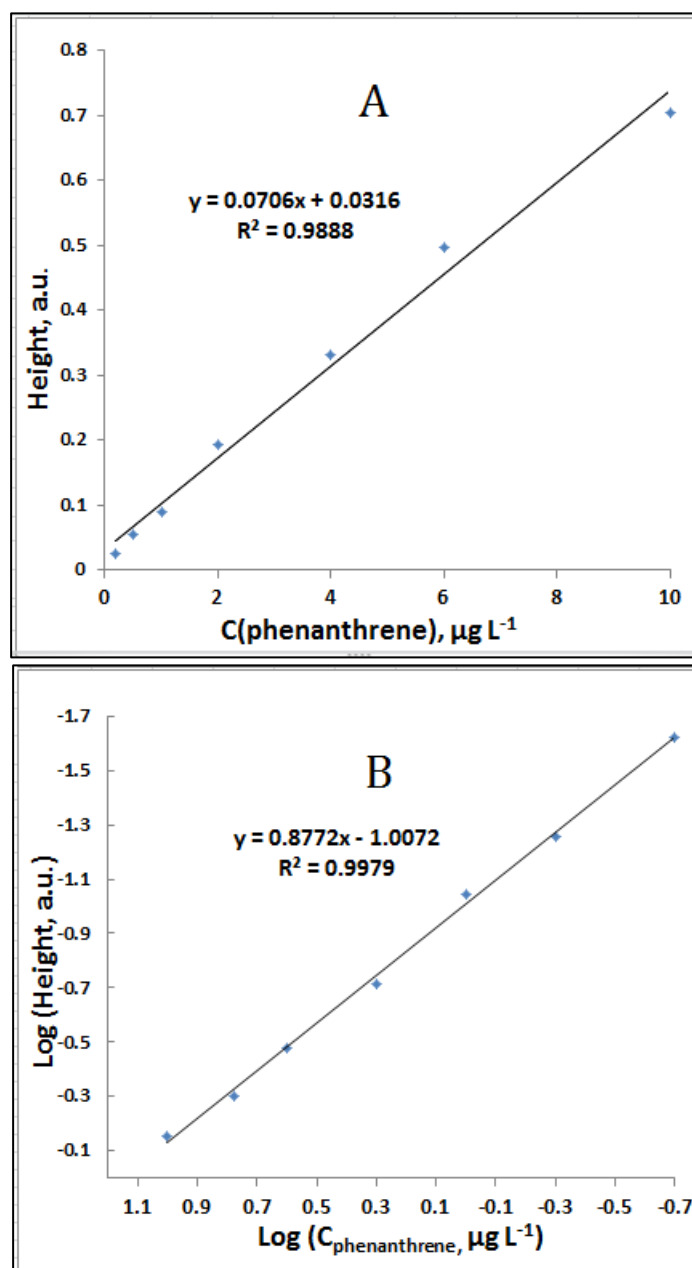 A
y = 0.0706x + 0.0316
R² = 0.9888
Height, a.u.
0.8
0.7
0.6
0.5
0.4
0.3
0.2
0.1
0
0 2 4 6 8 10
C(phenanthrene), µg L⁻¹
B
y = 0.8772x - 1.0072
R² = 0.9979
Log (Height, a.u.)
-1.7
-1.5
-1.3
-1.1
-0.9
-0.7
-0.5
-0.3
-0.1
1.1 0.9 0.7 0.5 0.3 0.1 -0.1 -0.3 -0.5 -0.7
Log (Cphenanthrene, µg L⁻¹)